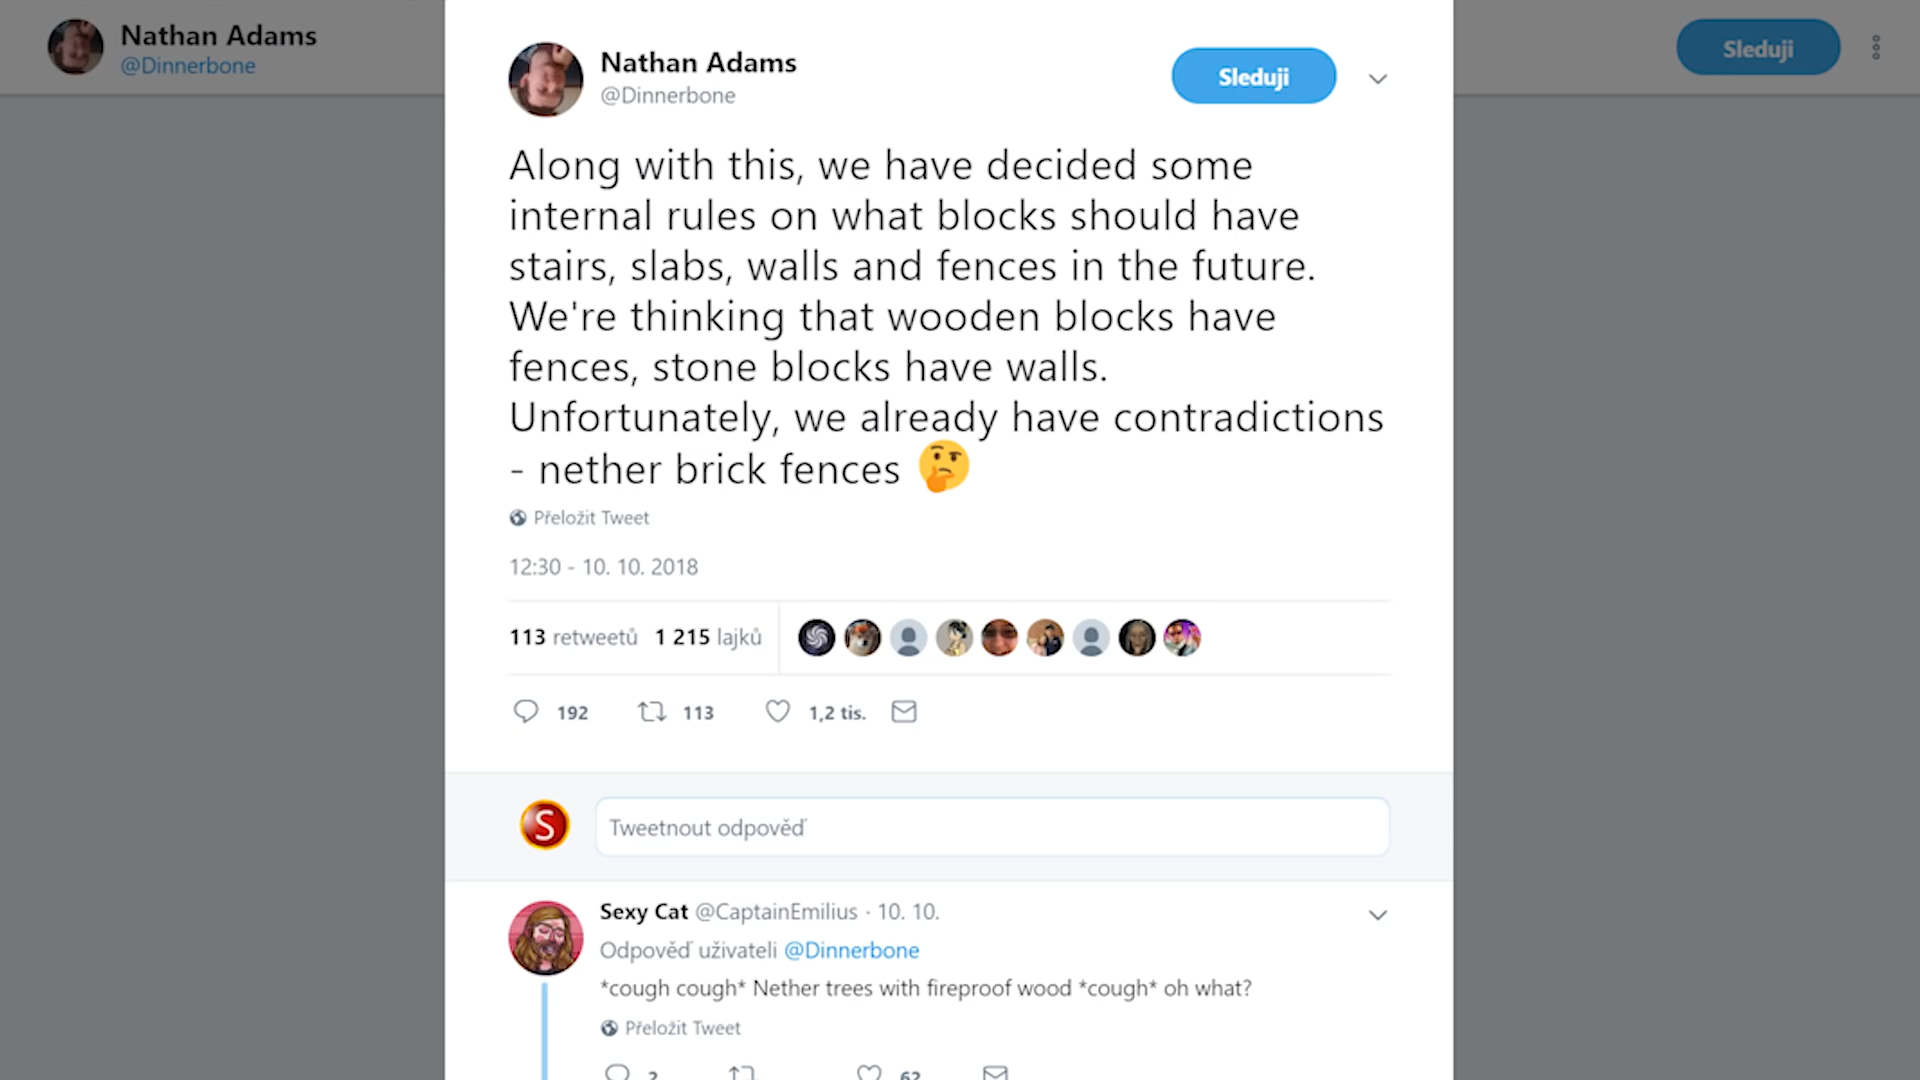 Nathan Adams
@Dinnerbone
Sleduji
Nathan Adams
@Dinnerbone
Sleduji
Along with this, we have decided some
internal rules on what blocks should have
stairs, slabs, walls and fences in the future.
We're thinking that wooden blocks have
fences, stone blocks have walls.
Unfortunately, we already have contradictions
- nether brick fences 🤔
Přeložit Tweet
12:30 - 10. 10. 2018
113 retweetů 1 215 lajků
192 113 1,2 tis.
S
Tweetnout odpověď
Sexy Cat @CaptainEmilius · 10. 10.
Odpověď uživateli @Dinnerbone
*cough cough* Nether trees with fireproof wood *cough* oh what?
Přeložit Tweet
2 62